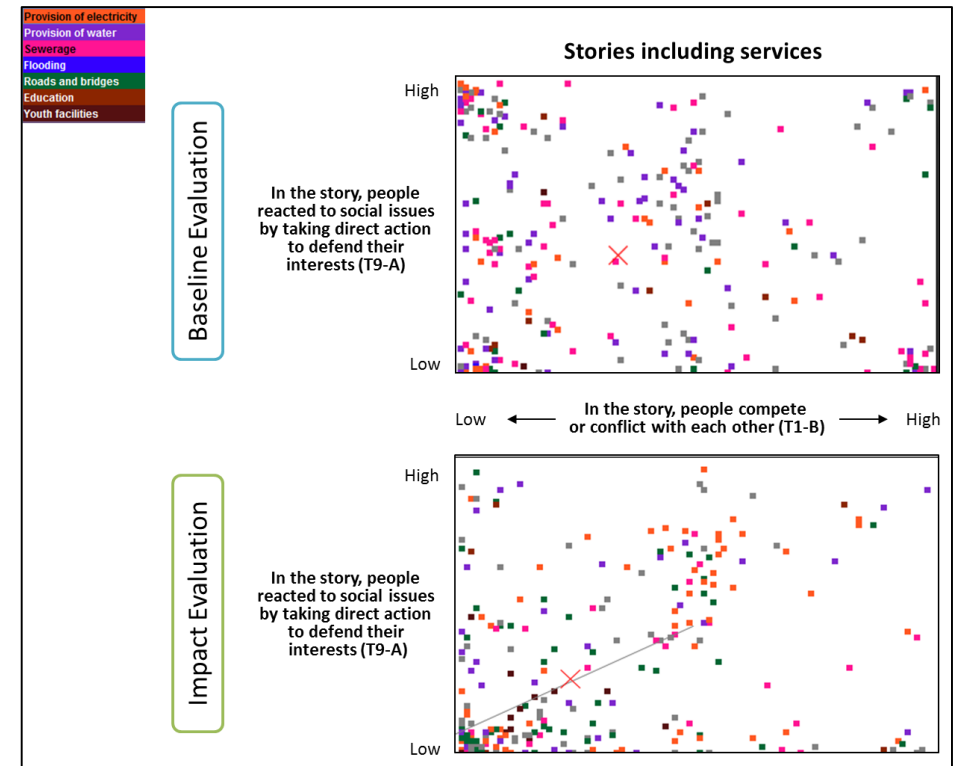 Provision of electricity
Provision of water
Sewerage
Flooding
Roads and bridges
Education
Youth facilities
Stories including services
Baseline Evaluation
High
In the story, people
reacted to social issues
by taking direct action
to defend their
interests (T9-A)
Low
Low
In the story, people compete
or conflict with each other (T1-B)
High
Impact Evaluation
High
In the story, people
reacted to social issues
by taking direct action
to defend their
interests (T9-A)
Low